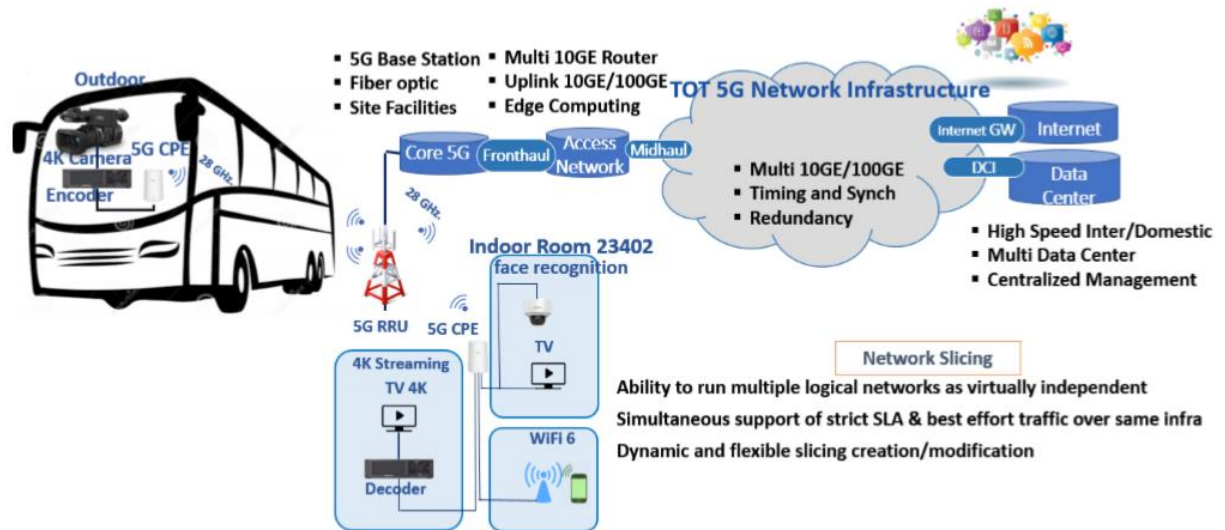 Outdoor
4K Camera
5G CPE
28 GHz.
Encoder
▪ 5G Base Station
▪ Fiber optic
▪ Site Facilities
▪ Multi 10GE Router
▪ Uplink 10GE/100GE
▪ Edge Computing
Core 5G
Fronthaul
Access
Network
Midhaul
TOT 5G Network Infrastructure
▪ Multi 10GE/100GE
▪ Timing and Synch
▪ Redundancy
Internet GW
Internet
DCI
Data
Center
▪ High Speed Inter/Domestic
▪ Multi Data Center
▪ Centralized Management
28 GHz.
5G RRU
Indoor Room 23402
face recognition
5G CPE
TV
4K Streaming
TV 4K
Decoder
WiFi 6
Network Slicing
Ability to run multiple logical networks as virtually independent
Simultaneous support of strict SLA & best effort traffic over same infra
Dynamic and flexible slicing creation/modification